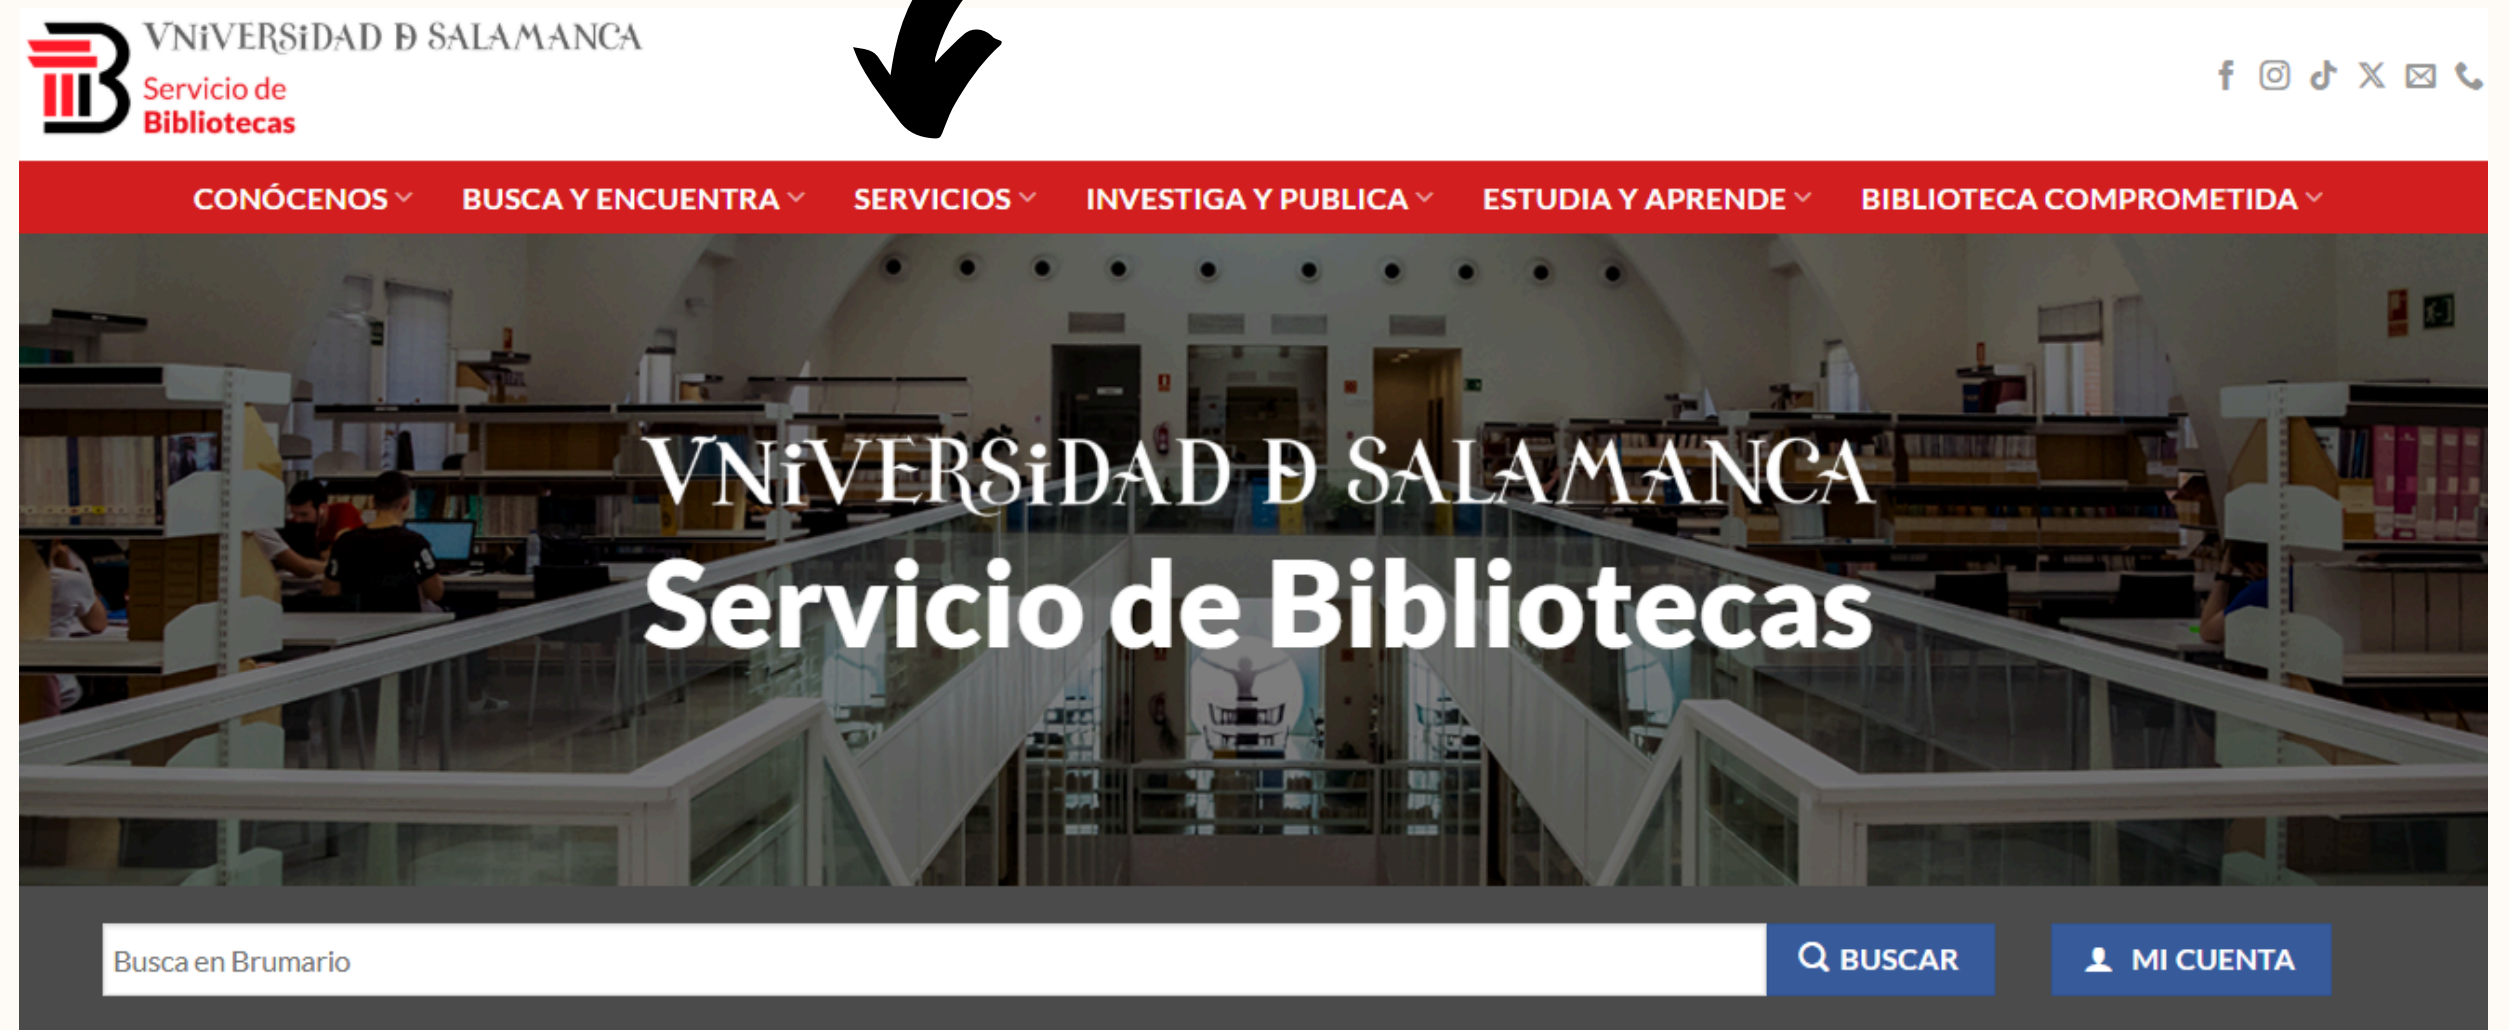 VNiVERSiDAD Ð SALAMANCA
Servicio de
Bibliotecas
CONÓCENOS BUSCA Y ENCUENTRA SERVICIOS INVESTIGA Y PUBLICA ESTUDIA Y APRENDE BIBLIOTECA COMPROMETIDA
VNiVERSiDAD Ð SALAMANCA
Servicio de Bibliotecas
Busca en Brumario BUSCAR MI CUENTA